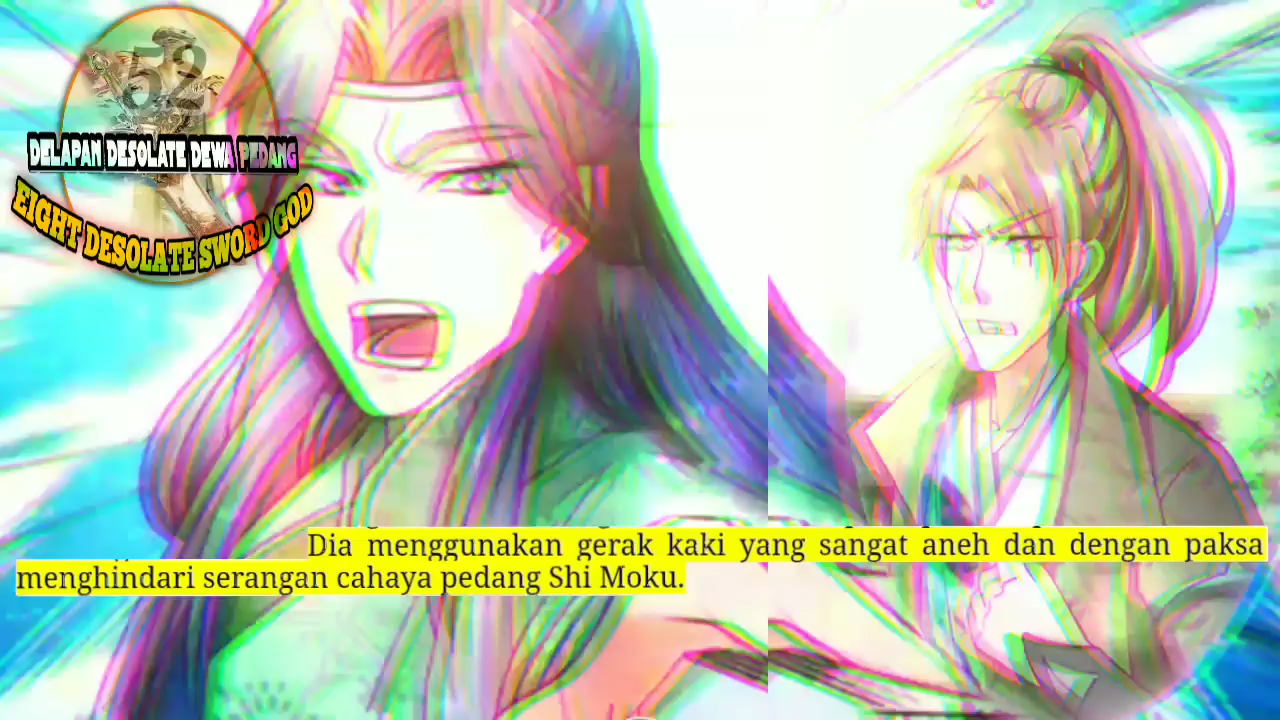 52
DELAPAN DESOLATE DEWA PEDANG
EIGHT DESOLATE SWORD GOD
Dia menggunakan gerak kaki yang sangat aneh dan dengan paksa
menghindari serangan cahaya pedang Shi Moku.